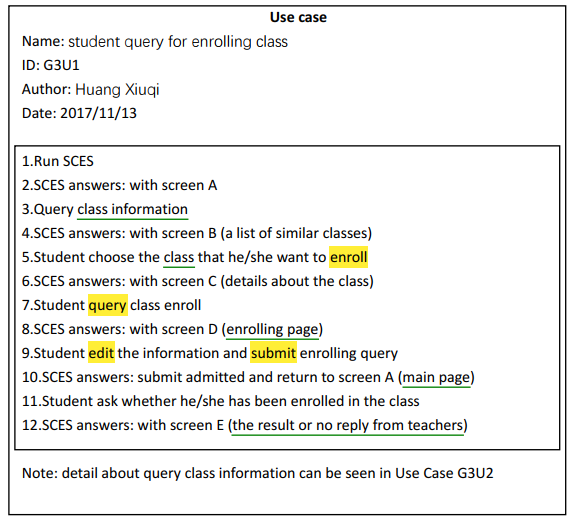 Use case
Name: student query for enrolling class
ID: G3U1
Author: Huang Xiuqi
Date: 2017/11/13
1.Run SCES
2.SCES answers: with screen A
3.Query class information
4.SCES answers: with screen B (a list of similar classes)
5.Student choose the class that he/she want to enroll
6.SCES answers: with screen C (details about the class)
7.Student query class enroll
8.SCES answers: with screen D (enrolling page)
9.Student edit the information and submit enrolling query
10.SCES answers: submit admitted and return to screen A (main page)
11.Student ask whether he/she has been enrolled in the class
12.SCES answers: with screen E (the result or no reply from teachers)
Note: detail about query class information can be seen in Use Case G3U2